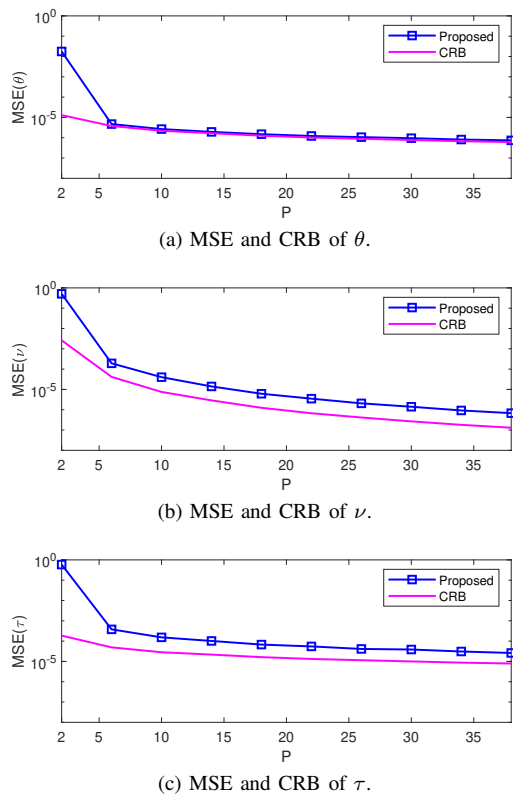 10^0
Proposed
CRB
MSE(θ)
10^-5
2 5 10 15 20 25 30 35
P
(a) MSE and CRB of θ.
10^0
Proposed
CRB
MSE(ν)
10^-5
2 5 10 15 20 25 30 35
P
(b) MSE and CRB of ν.
10^0
Proposed
CRB
MSE(τ)
10^-5
2 5 10 15 20 25 30 35
P
(c) MSE and CRB of τ.